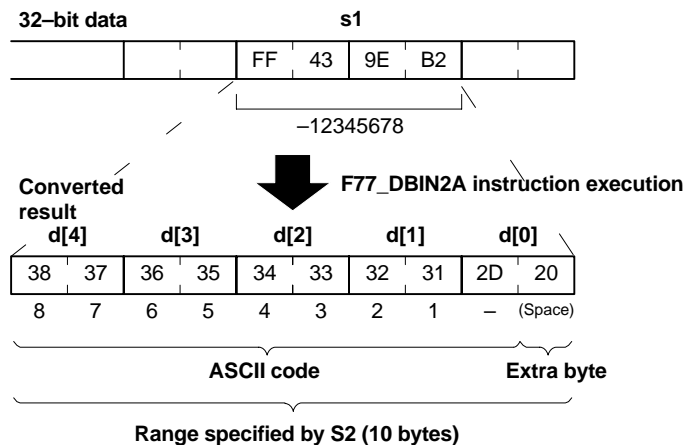 32–bit data s1
FF 43 9E B2
–12345678
F77_DBIN2A instruction execution
Converted
result
d[4] d[3] d[2] d[1] d[0]
38 37 36 35 34 33 32 31 2D 20
8 7 6 5 4 3 2 1 – (Space)
ASCII code Extra byte
Range specified by S2 (10 bytes)